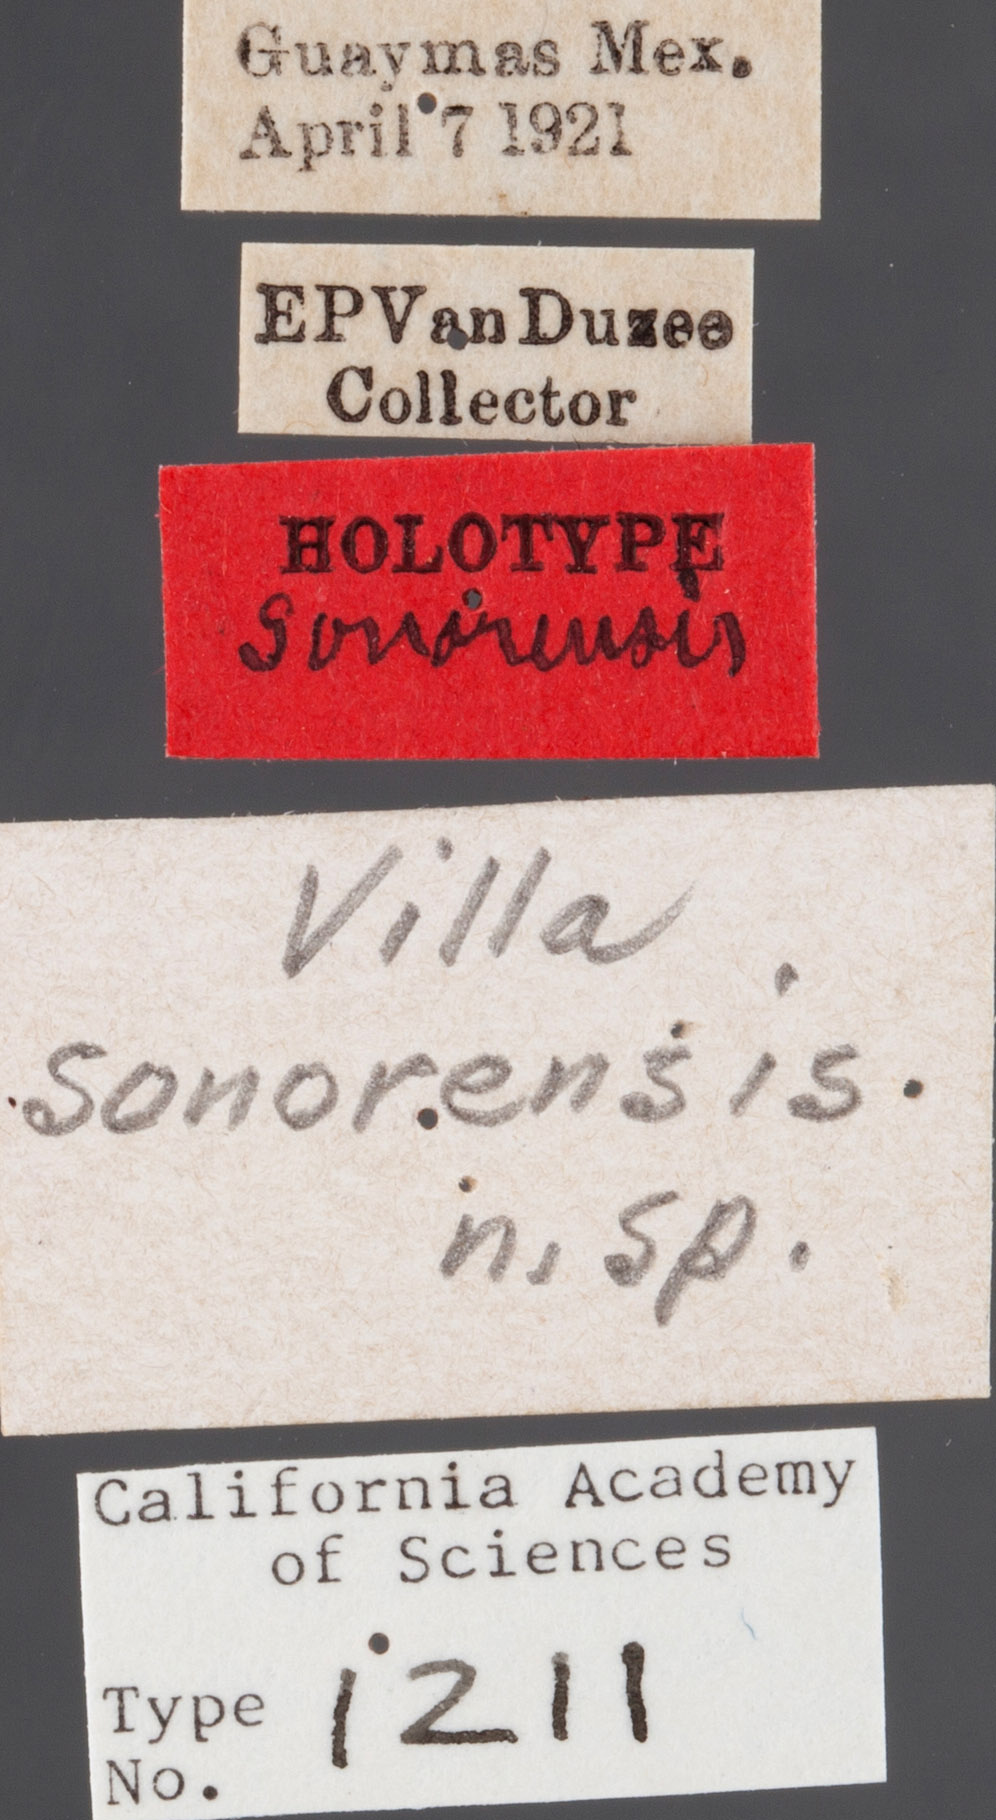 Guaymas Mex.
April 7 1921
EPVanDuzee
Collector
HOLOTYPE
Sonorensis
Villa
sonorensis.
n. sp.
California Academy
of Sciences
Type 1211
No.